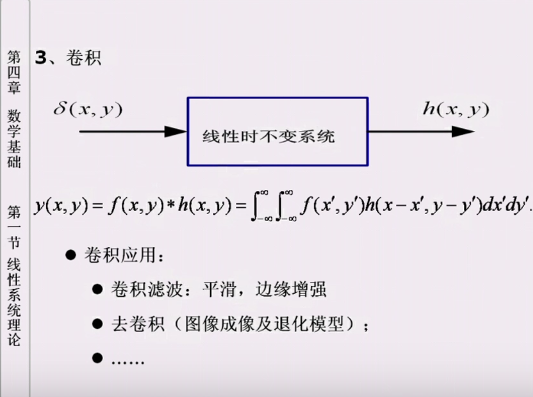 第四章 数学基础 第一节 线性系统理论
3、卷积
δ(x, y)
h(x, y)
线性时不变系统
y(x, y) = f(x, y) * h(x, y) = ∫_{-∞}^{∞} ∫_{-∞}^{∞} f(x′, y′)h(x − x′, y − y′)dx′dy′.
● 卷积应用：
● 卷积滤波：平滑，边缘增强
● 去卷积（图像成像及退化模型）；
● ……